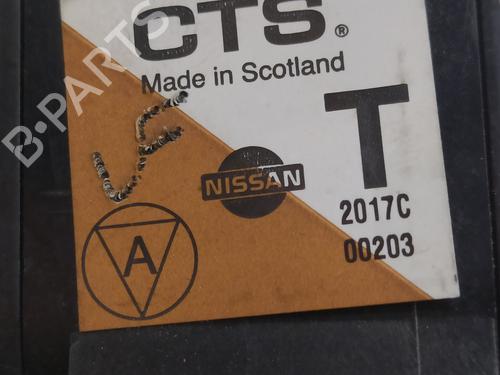 CTS®
Made in Scotland
B·PARTS
T
NISSAN
2017C
00203
A